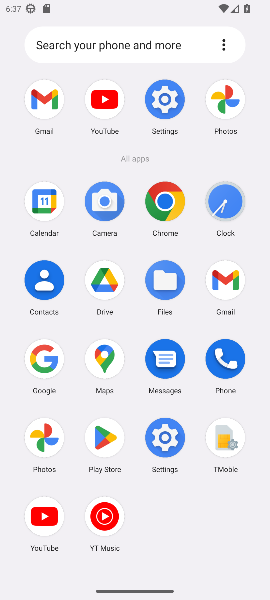 6:37
Search your phone and more
Gmail YouTube Settings Photos
All apps
31
Calendar Camera Chrome Clock
Contacts Drive Files Gmail
Google Maps Messages Phone
Photos Play Store Settings TMoble
YouTube YT Music